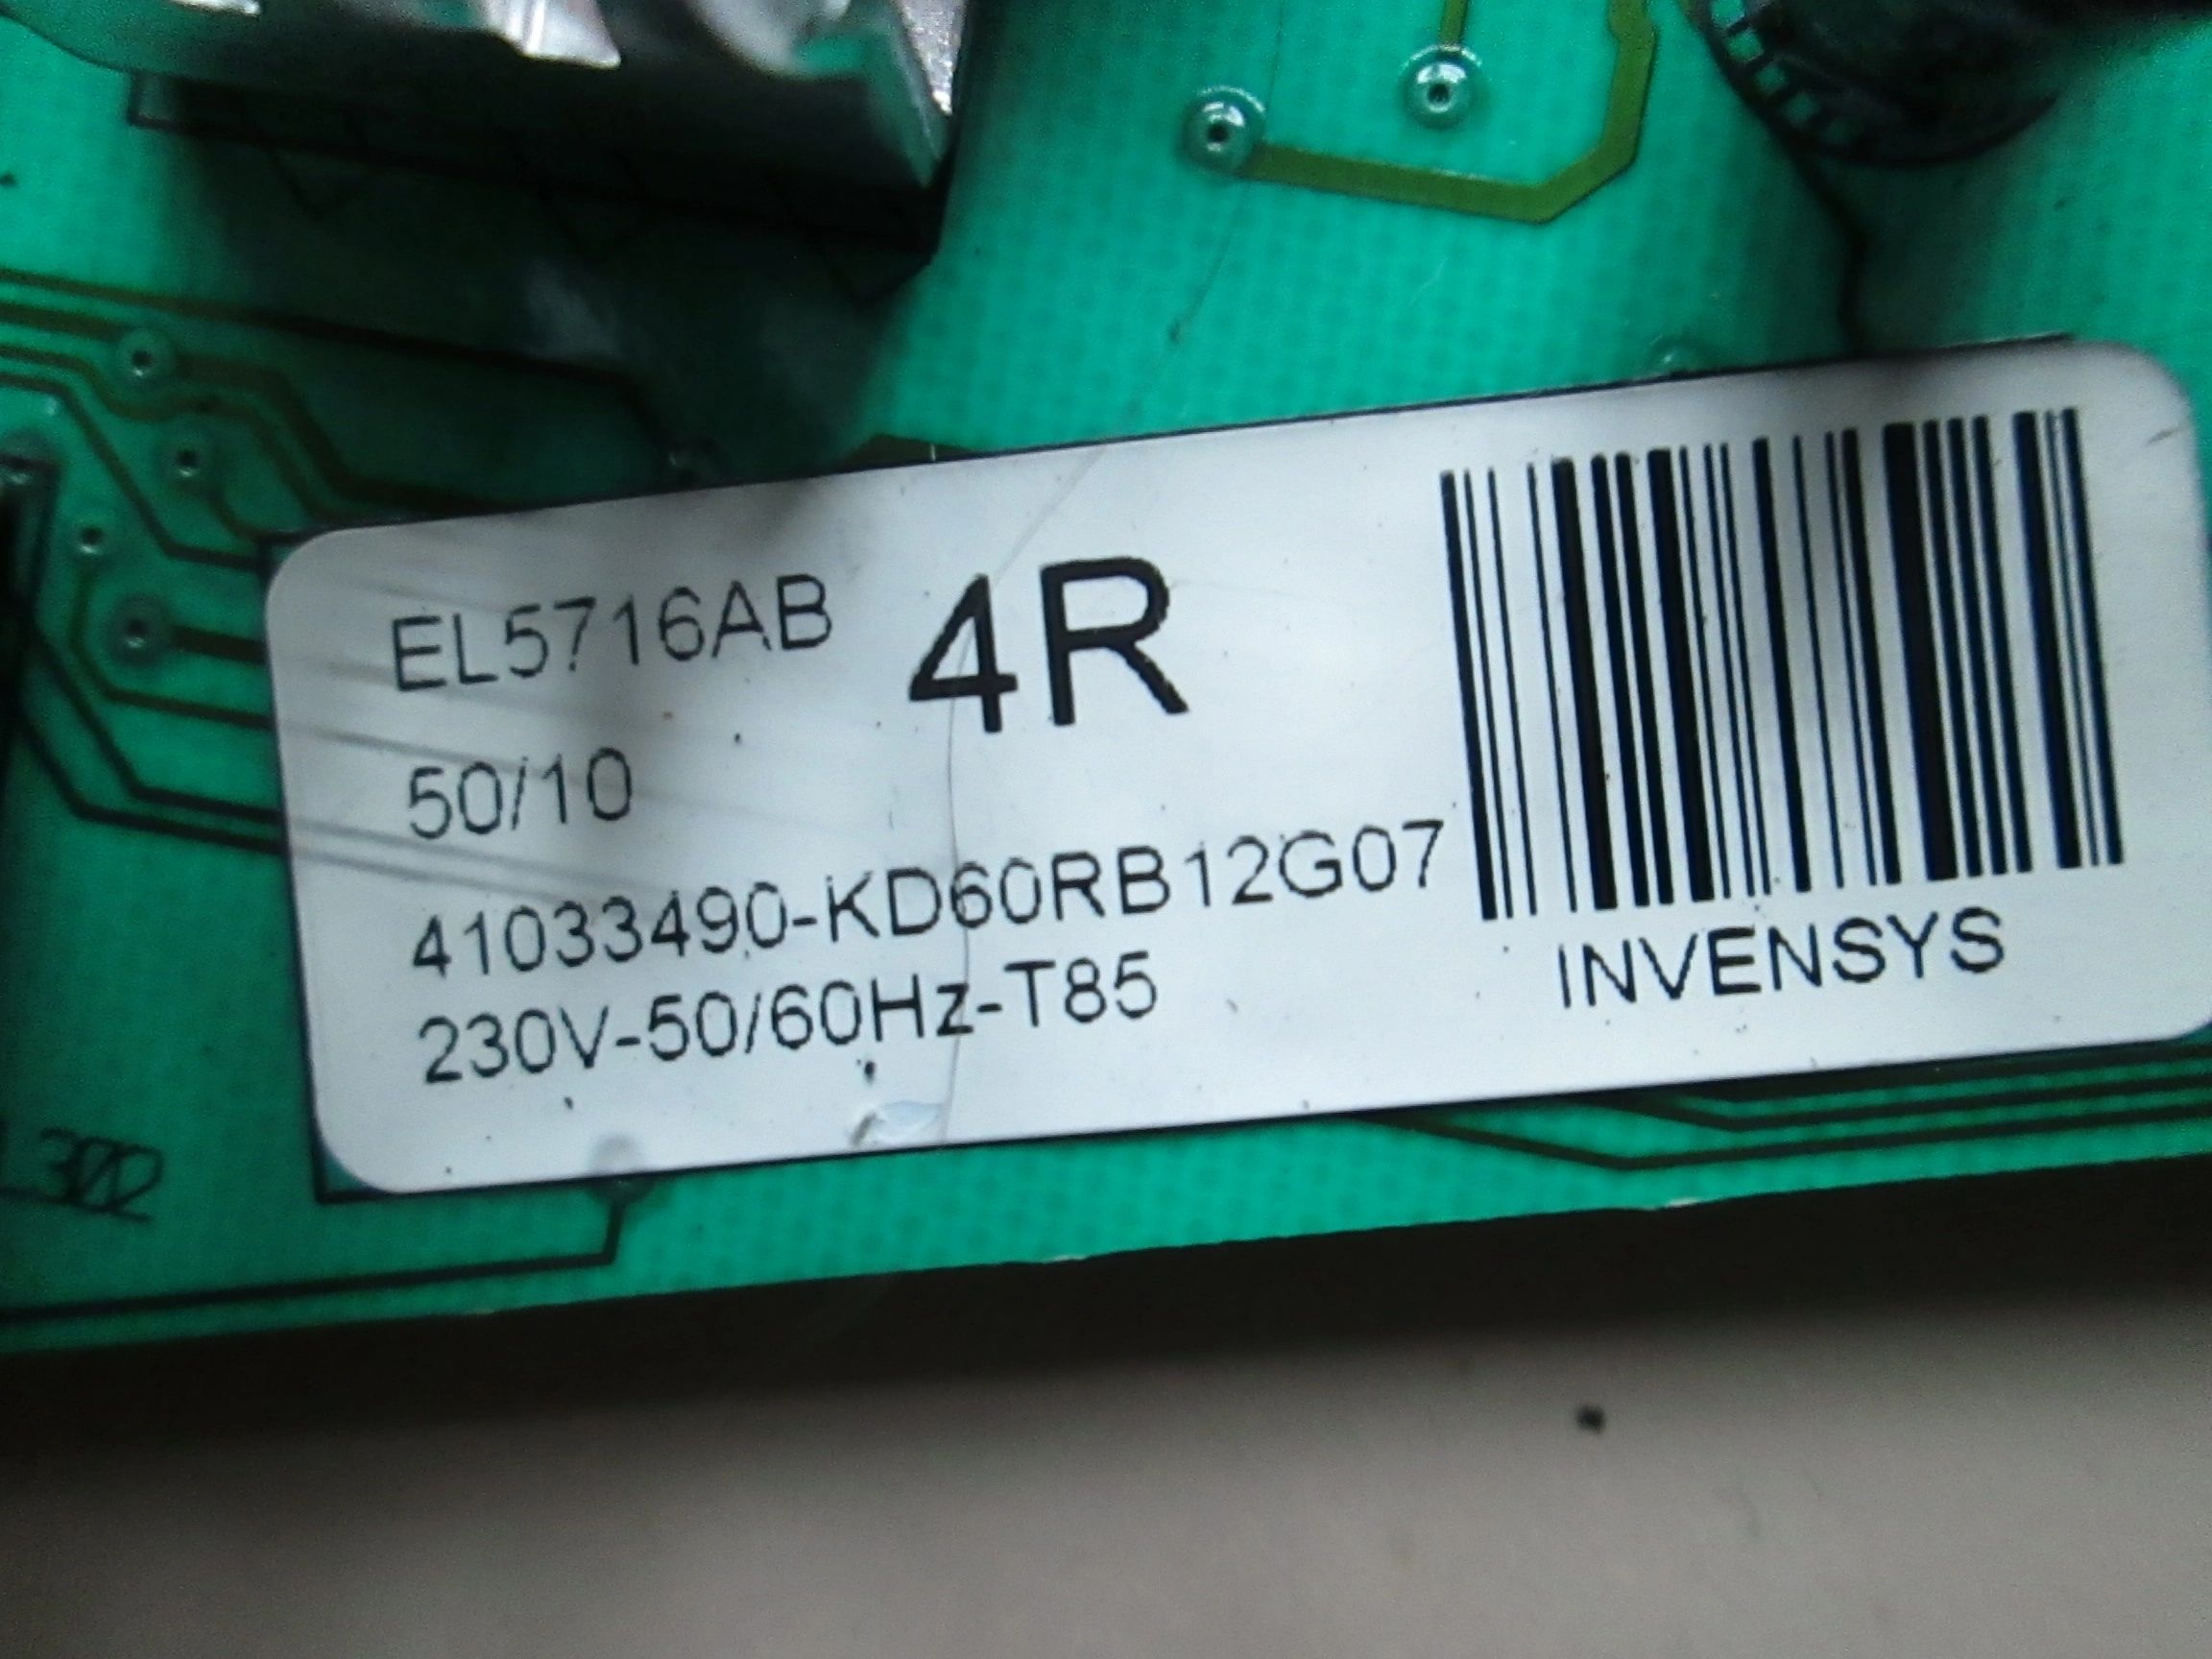 EL5716AB 4R
50/10
41033490-KD60RB12G07
230V-50/60Hz-T85
INVENSYS